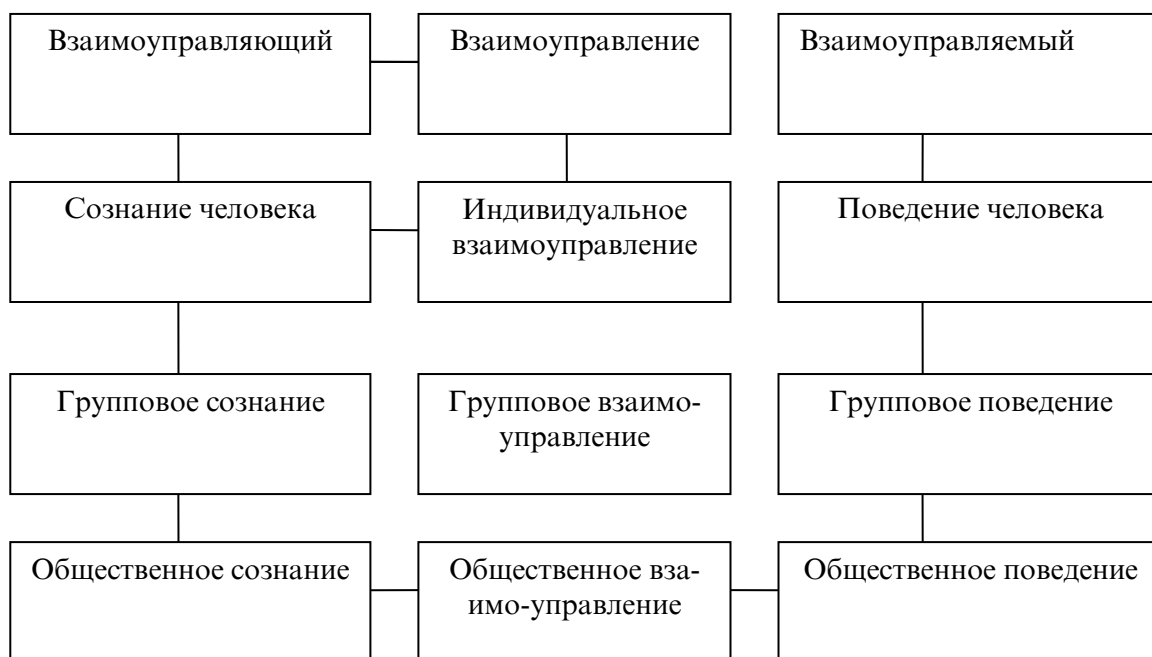 Взаимоуправляющий
Взаимоуправление
Взаимоуправляемый
Сознание человека
Индивидуальное
взаимоуправление
Поведение человека
Групповое сознание
Групповое взаимо-
управление
Групповое поведение
Общественное сознание
Общественное вза-
имо-управление
Общественное поведение